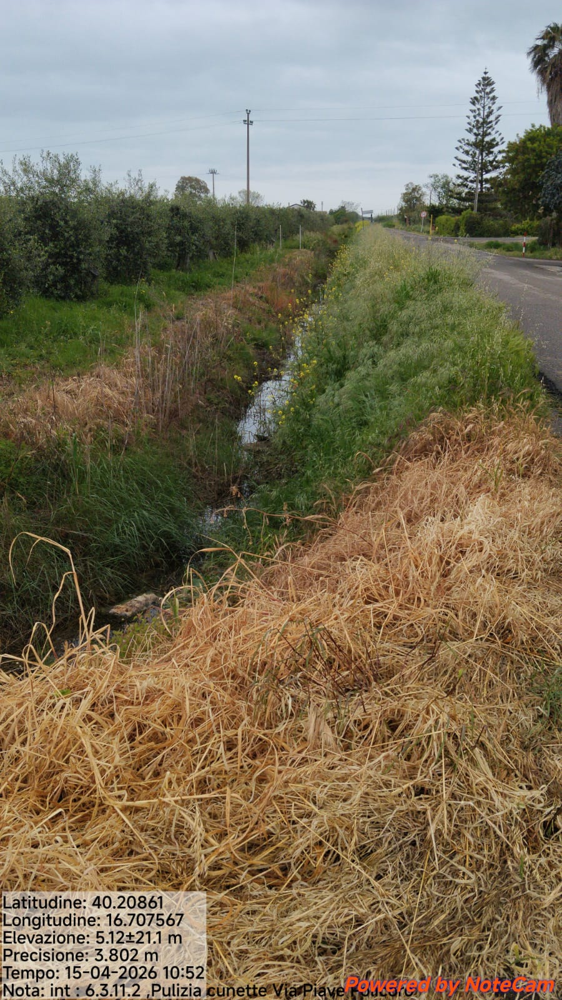 Latitudine: 40.20861
Longitudine: 16.707567
Elevazione: 5.12±21.1 m
Precisione: 3.802 m
Tempo: 15-04-2026 10:52
Nota: int : 6.3.11.2 ,Pulizia cunette Via Piave
Powered by NoteCam